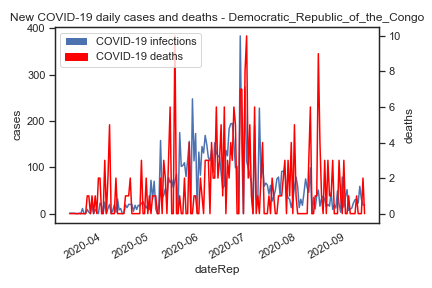 New COVID-19 daily cases and deaths - Democratic_Republic_of_the_Congo
COVID-19 infections
COVID-19 deaths
400
300
200
100
0
cases
10
8
6
4
2
0
deaths
2020-04
2020-05
2020-06
2020-07
2020-08
2020-09
dateRep